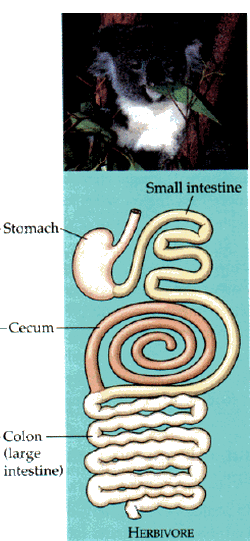 Small intestine
Stomach
Cecum
Colon
(large
intestine)
HERBIVORE